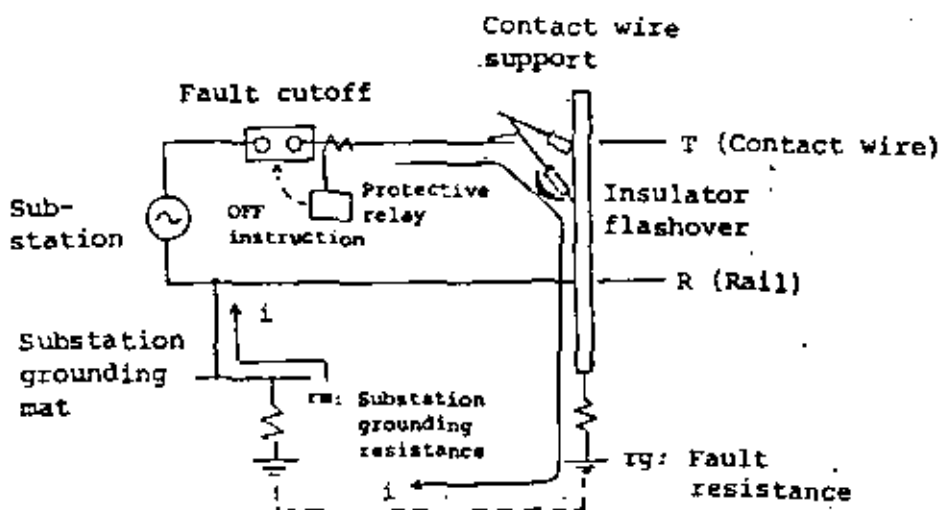 Contact wire
support
Fault cutoff
T (Contact wire)
Protective
relay
OFF
instruction
Insulator
flashover
Sub-
station
R (Rail)
i
Substation
grounding
mat
rm: Substation
grounding
resistance
rg: Fault
resistance
i